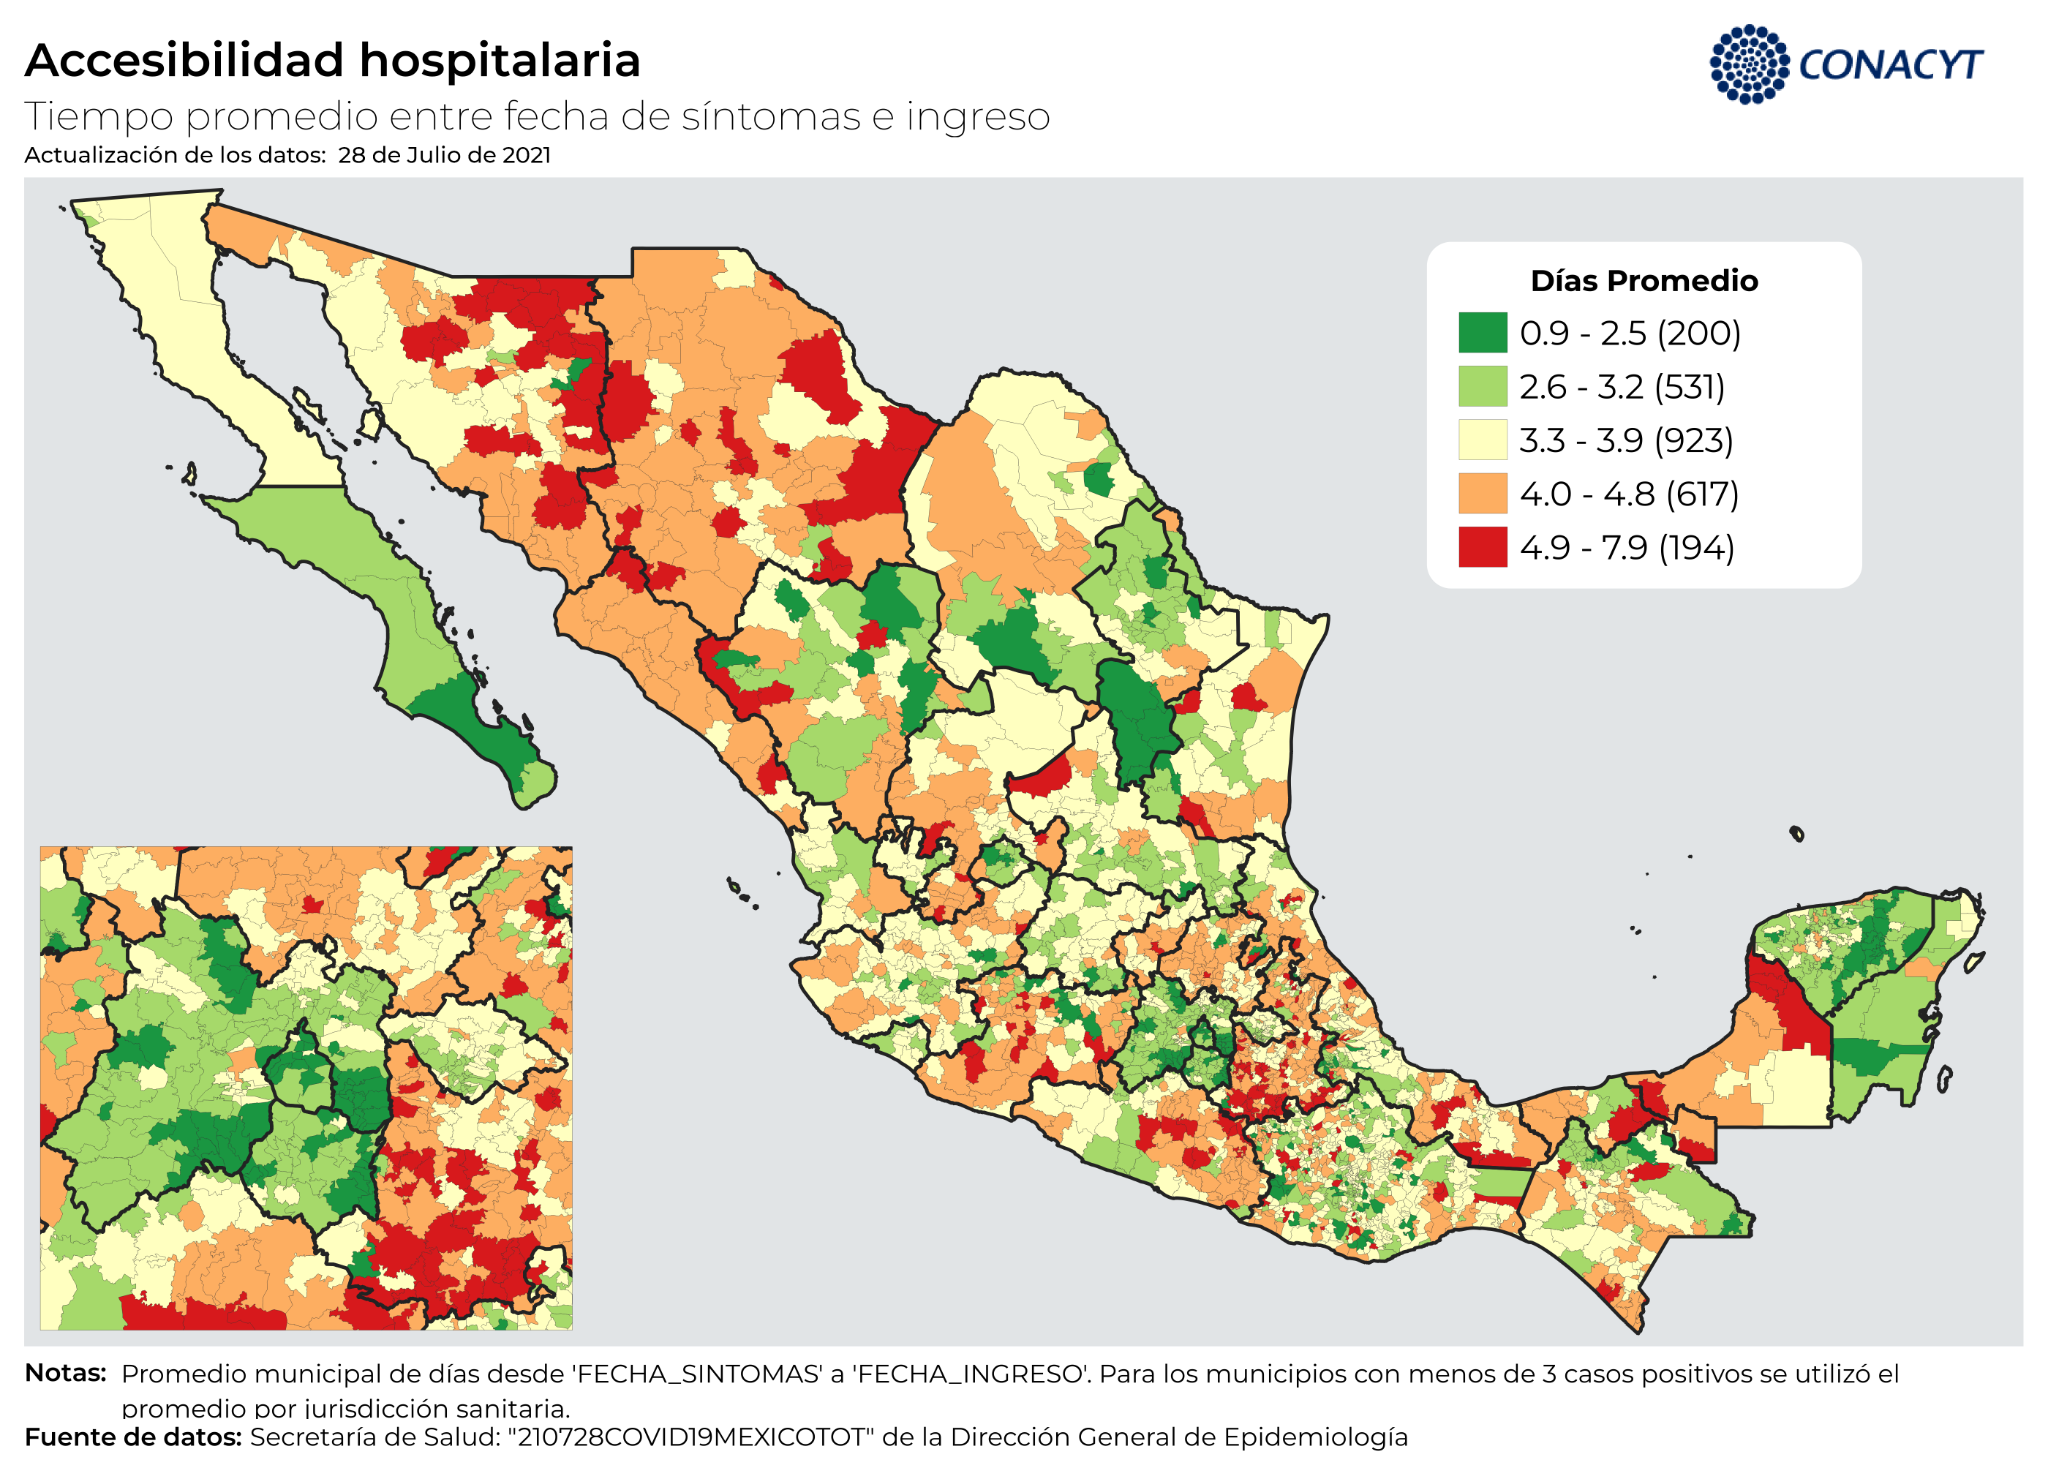 Accesibilidad hospitalaria
CONACYT
Tiempo promedio entre fecha de síntomas e ingreso
Actualización de los datos: 28 de Julio de 2021
Días Promedio
0.9 - 2.5 (200)
2.6 - 3.2 (531)
3.3 - 3.9 (923)
4.0 - 4.8 (617)
4.9 - 7.9 (194)
Notas: Promedio municipal de días desde 'FECHA_SINTOMAS' a 'FECHA_INGRESO'. Para los municipios con menos de 3 casos positivos se utilizó el
promedio por jurisdicción sanitaria.
Fuente de datos: Secretaría de Salud: "210728COVID19MEXICOTOT" de la Dirección General de Epidemiología